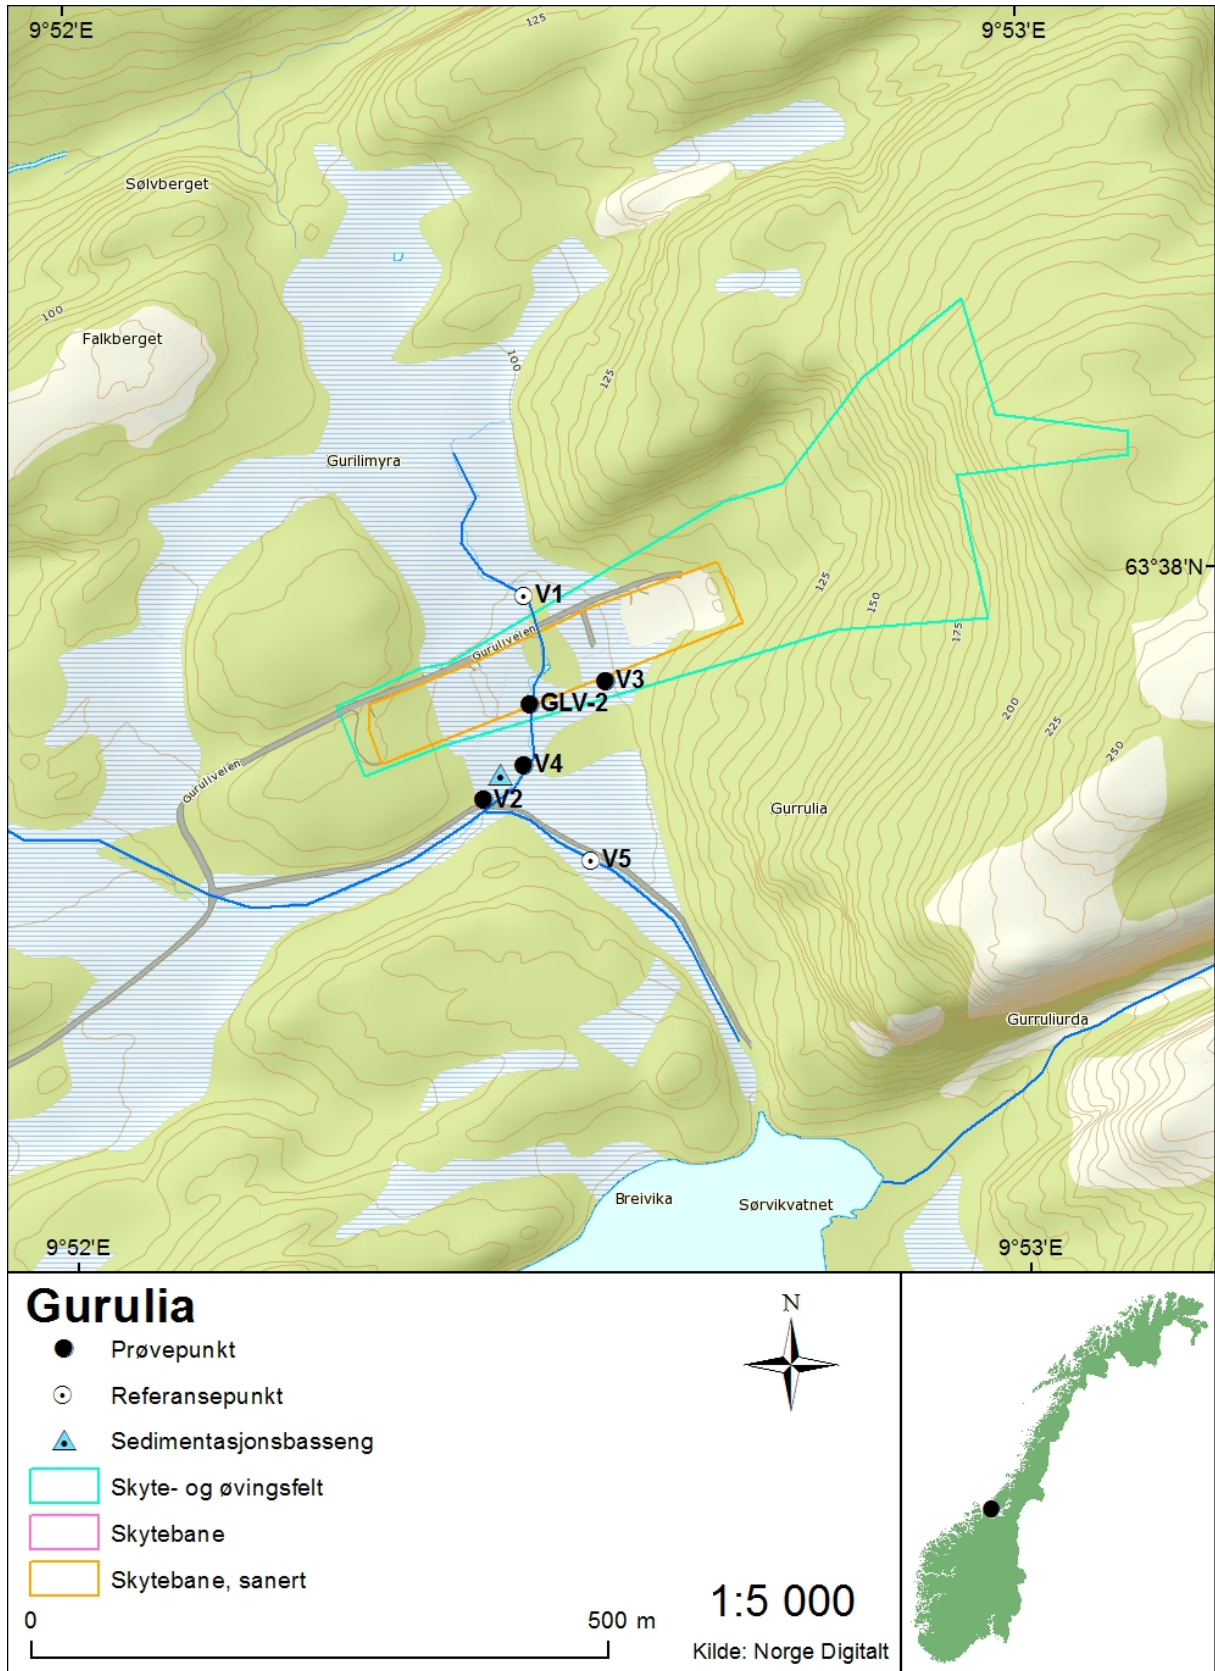 9°52'E
9°53'E
125
Sølvberget
100
Falkberget
100
125
Gurilimyra
63°38'N
V1
125
150
175
Guruliveien
V3
GLV-2
200
225
250
V4
Guruliveien
V2
Gurrulia
V5
Gurruliurda
Breivika
Sørvikvatnet
9°52'E
9°53'E
Gurulia
N
Prøvepunkt
Referansepunkt
Sedimentasjonsbasseng
Skyte- og øvingsfelt
Skytebane
Skytebane, sanert
0
500 m
1:5 000
Kilde: Norge Digitalt